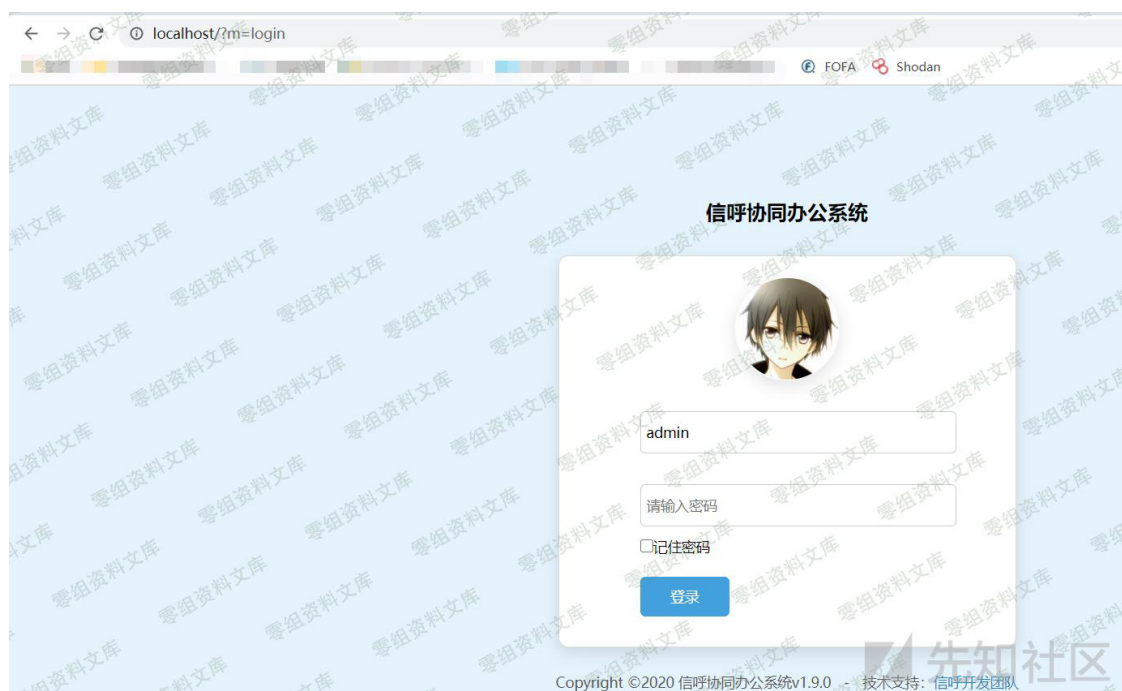 localhost/?m=login
FOFA Shodan
信呼协同办公系统
admin
请输入密码
记住密码
登录
Copyright ©2020 信呼协同办公系统v1.9.0 - 技术支持：信呼开发团队
零组资料文库
先知社区